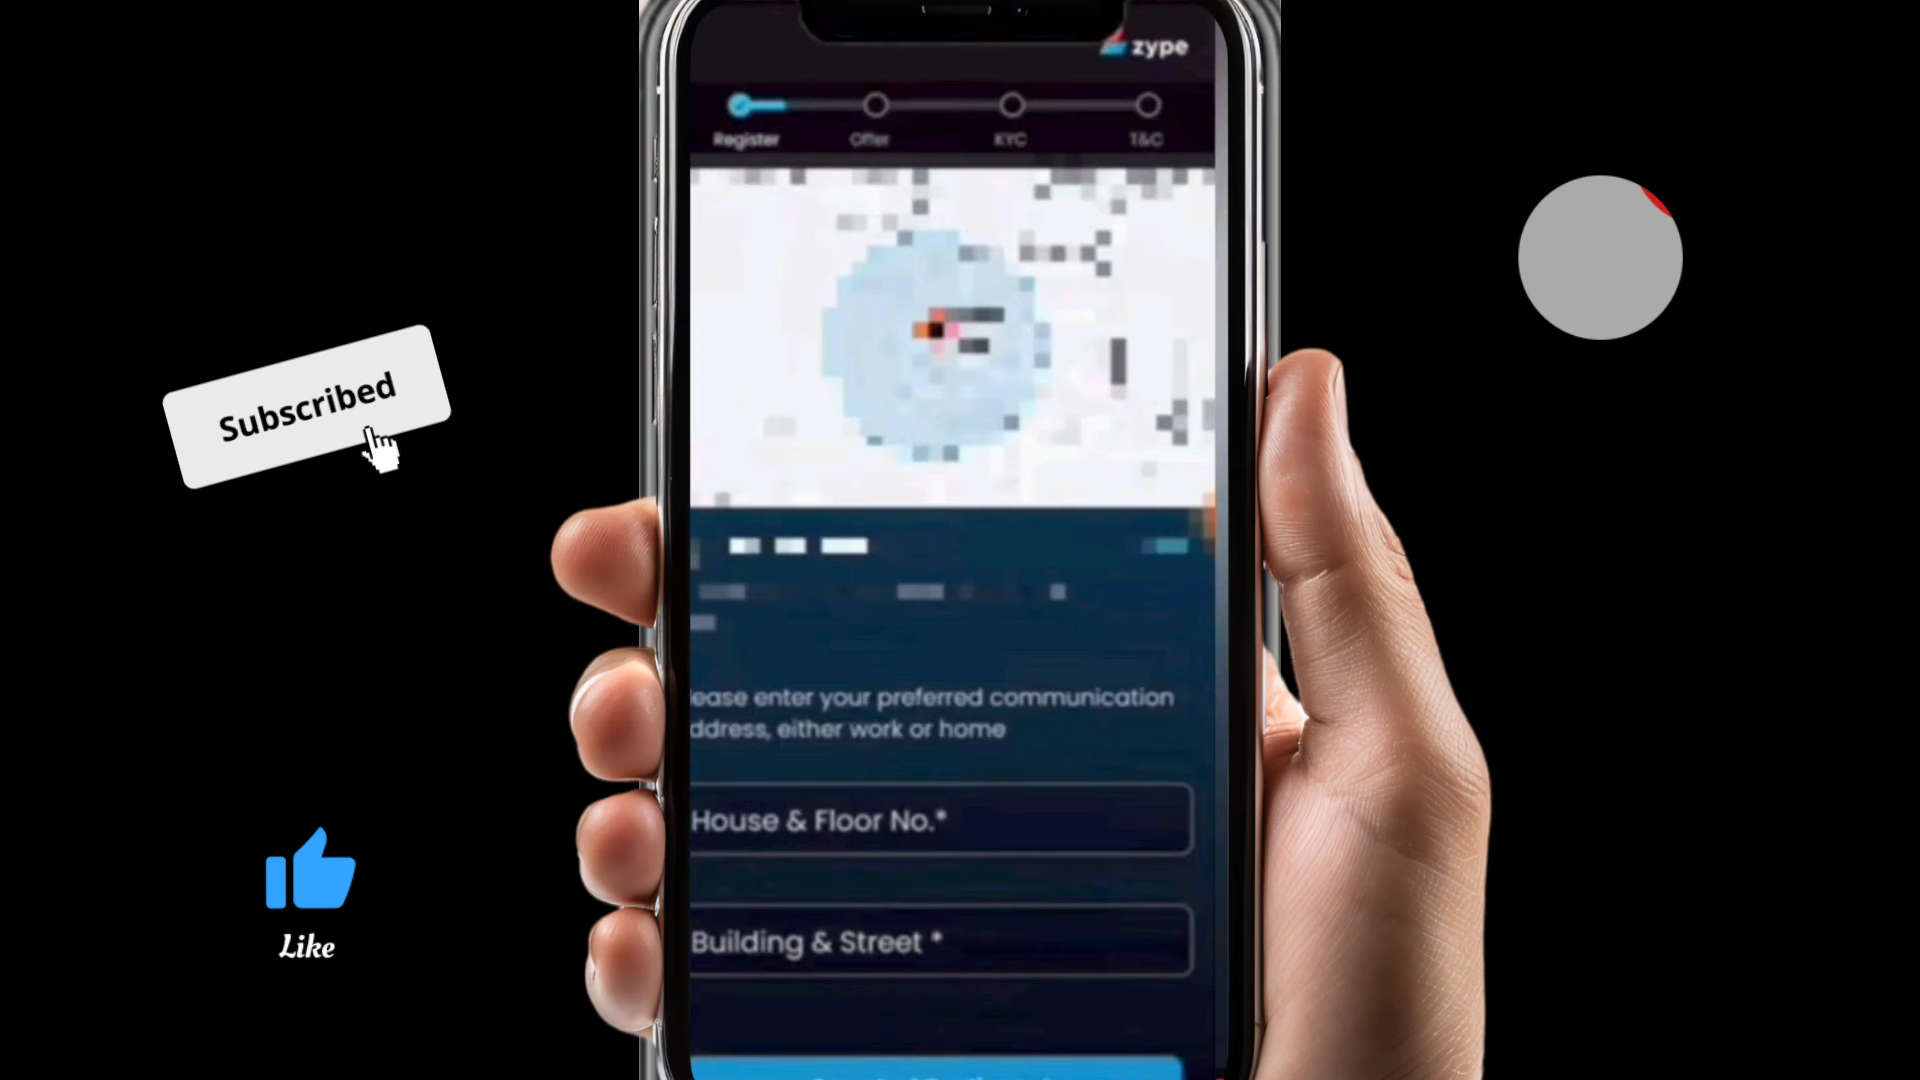 zype
Register
Offer
KYC
T&C
Subscribed
ease enter your preferred communication
ddress, either work or home
House & Floor No.*
Building & Street *
Like